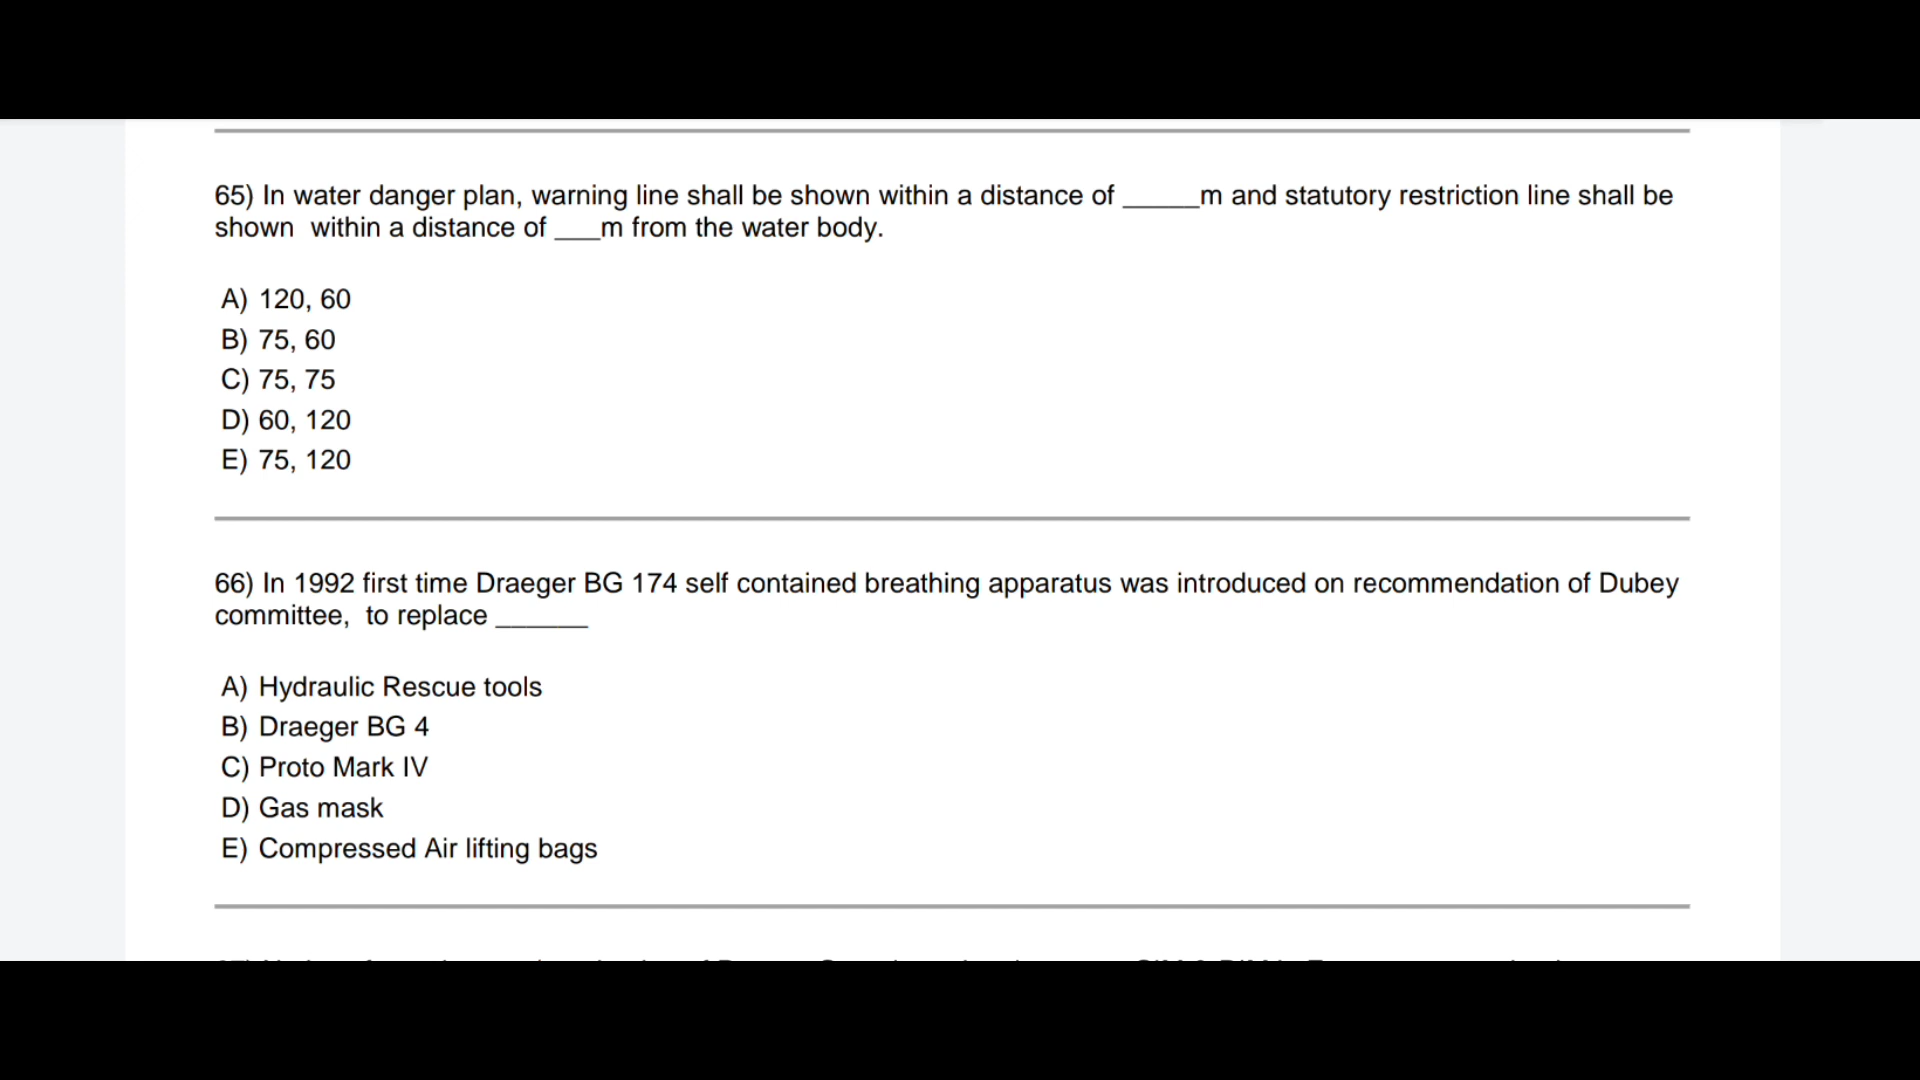 65) In water danger plan, warning line shall be shown within a distance of _____m and statutory restriction line shall be
shown  within a distance of ___m from the water body.
A) 120, 60
B) 75, 60
C) 75, 75
D) 60, 120
E) 75, 120
66) In 1992 first time Draeger BG 174 self contained breathing apparatus was introduced on recommendation of Dubey
committee,  to replace ______
A) Hydraulic Rescue tools
B) Draeger BG 4
C) Proto Mark IV
D) Gas mask
E) Compressed Air lifting bags